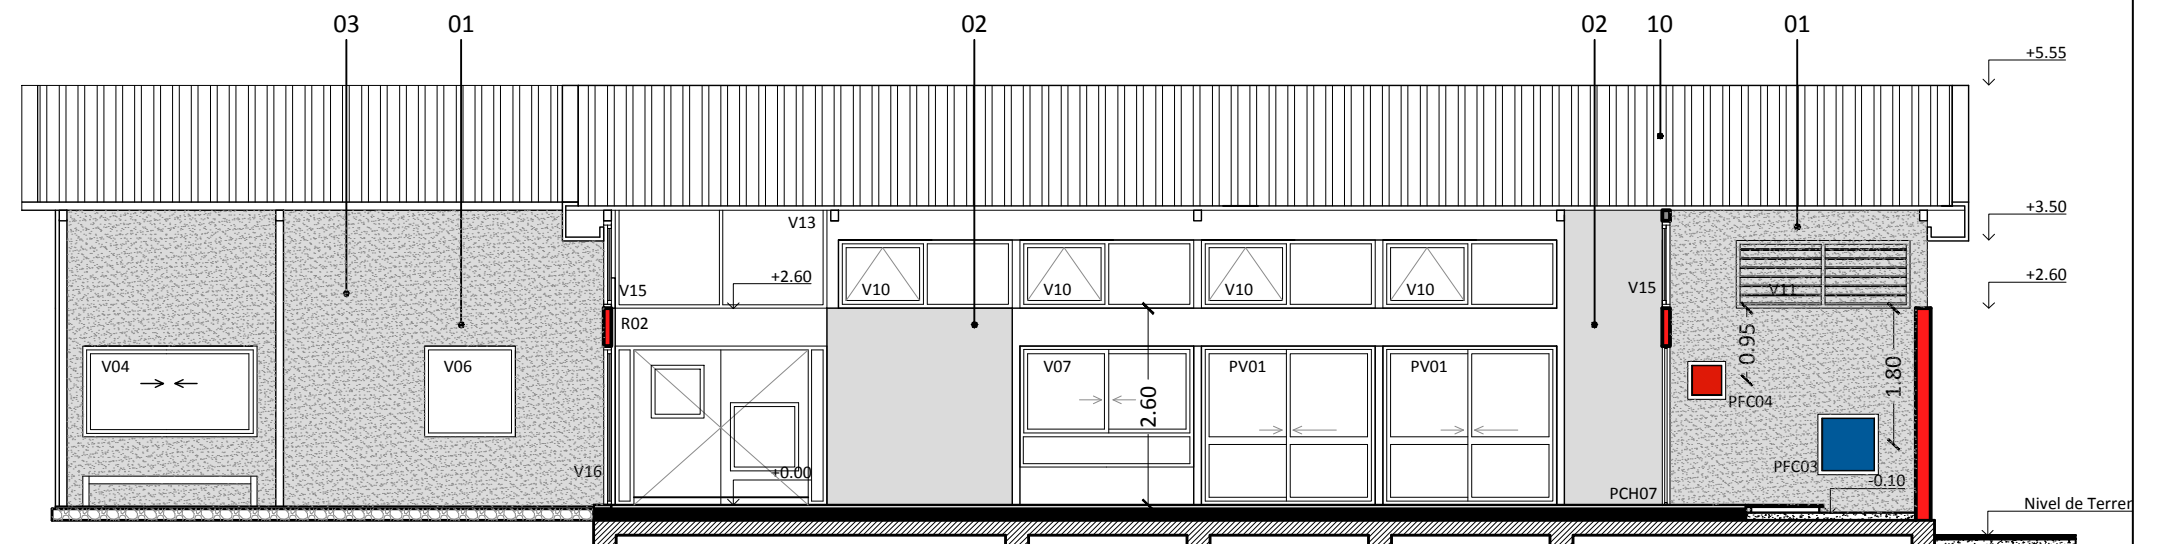 03
01
02
02
10
01
+5.55
+3.50
V13
+2.60
+2.60
V15
V10
V10
V10
V10
V15
V11
R02
0.95
V04
V06
V07
PV01
PV01
2.60
1.80
PFC04
V16
+0.00
PFC03
-0.10
PCH07
Nivel de Terrer